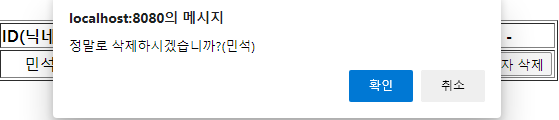 localhost:8080의 메시지
정말로 삭제하시겠습니까?(민석)
ID(닉네 -
민석 자 삭제
확인 취소